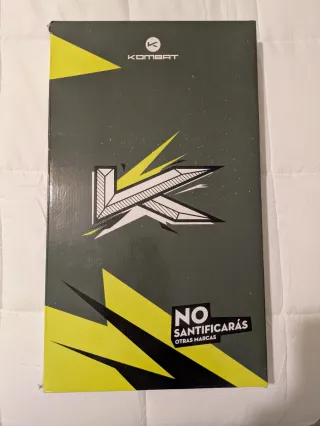 KOMBAT
NO
SANTIFICARÁS
OTRAS MARCAS